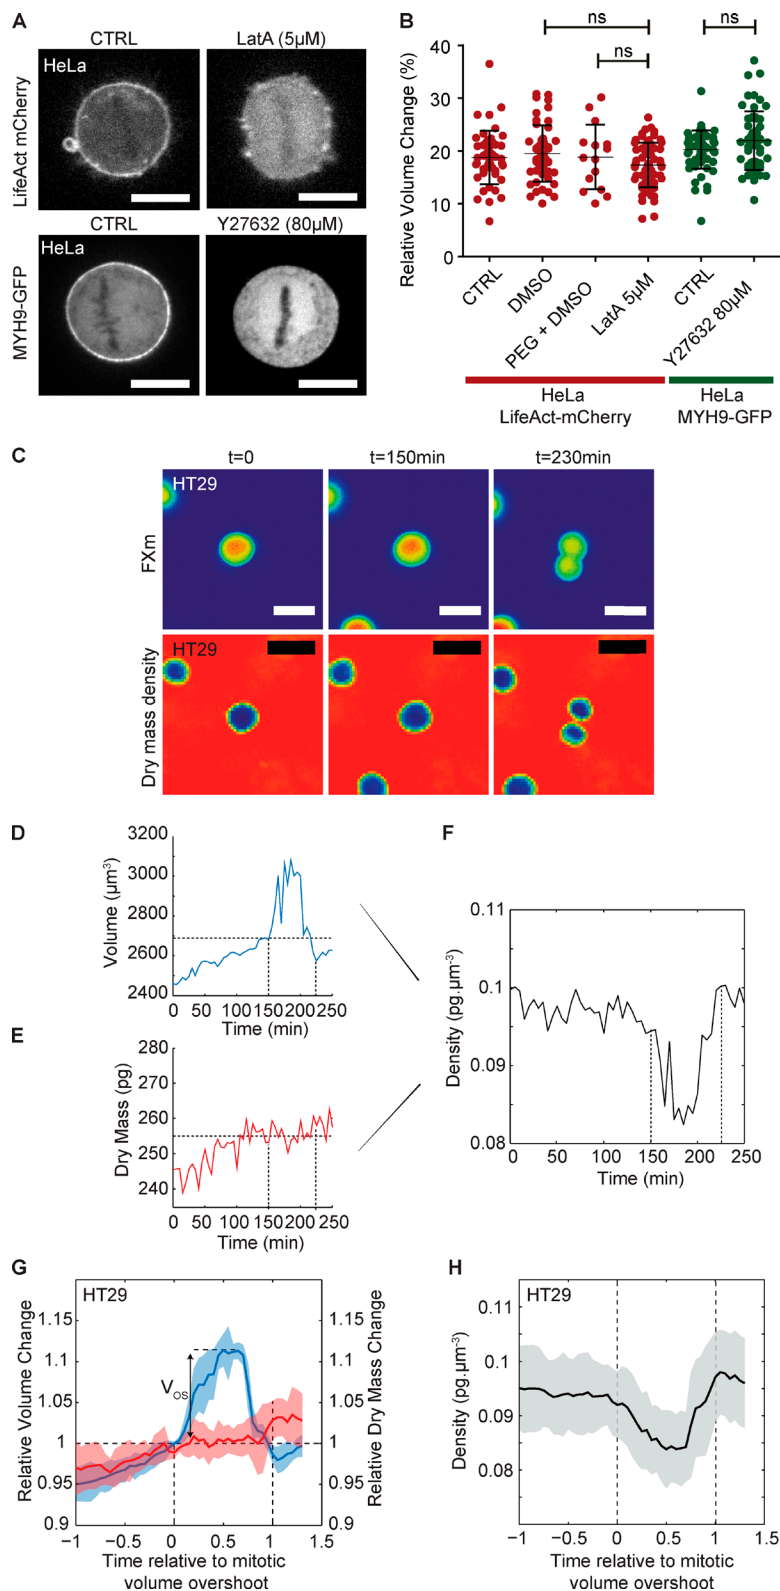 A
CTRL
LatA (5µM)
HeLa
LifeAct mCherry
CTRL
Y27632 (80µM)
HeLa
MYH9-GFP
B
ns
ns
ns
Relative Volume Change (%)
40
30
20
10
0
CTRL
DMSO
PEG + DMSO
LatA 5µM
CTRL
Y27632 80µM
HeLa
LifeAct-mCherry
HeLa
MYH9-GFP
C
t=0
t=150min
t=230min
HT29
FXm
HT29
Dry mass density
D
Volume (µm³)
3200
3000
2800
2600
2400
0 50 100 150 200 250
Time (min)
E
Dry Mass (pg)
280
270
260
250
240
0 50 100 150 200 250
Time (min)
F
Density (pg.µm⁻³)
0.11
0.1
0.09
0.08
0 50 100 150 200 250
Time (min)
G
HT29
Relative Volume Change
1.15
1.1
1.05
1
0.95
0.9
V_OS
1.15
1.1
1.05
1
0.95
0.9
Relative Dry Mass Change
−1 −0.5 0 0.5 1 1.5
Time relative to mitotic
volume overshoot
H
HT29
Density (pg.µm⁻³)
0.11
0.1
0.09
0.08
−1 −0.5 0 0.5 1 1.5
Time relative to mitotic
volume overshoot